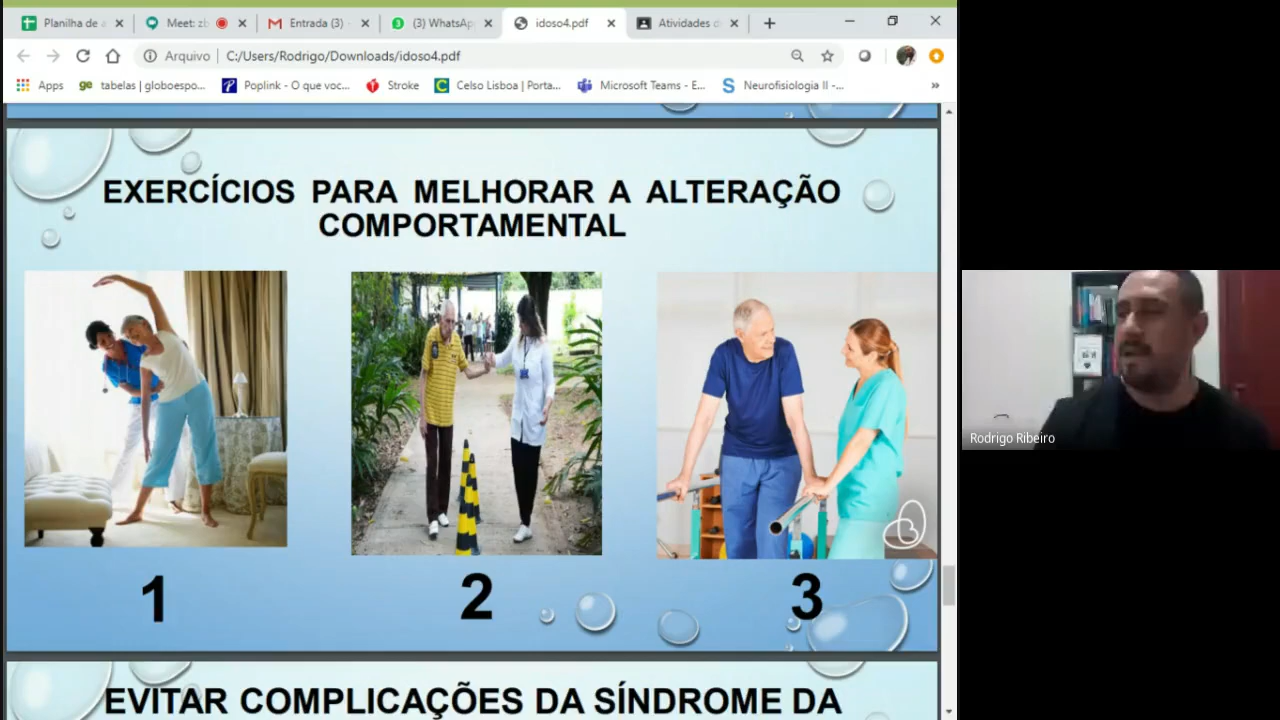 Planilha de a
Meet: zb
Entrada (3) -
(3) WhatsAp
idoso4.pdf
Atividades d
Arquivo
C:/Users/Rodrigo/Downloads/idoso4.pdf
Apps
tabelas | globoespo...
Poplink - O que voc...
Stroke
Celso Lisboa | Porta...
Microsoft Teams - E...
Neurofisiologia II -...
»
EXERCÍCIOS PARA MELHORAR A ALTERAÇÃO
COMPORTAMENTAL
1
2
3
Rodrigo Ribeiro
EVITAR COMPLICAÇÕES DA SÍNDROME DA